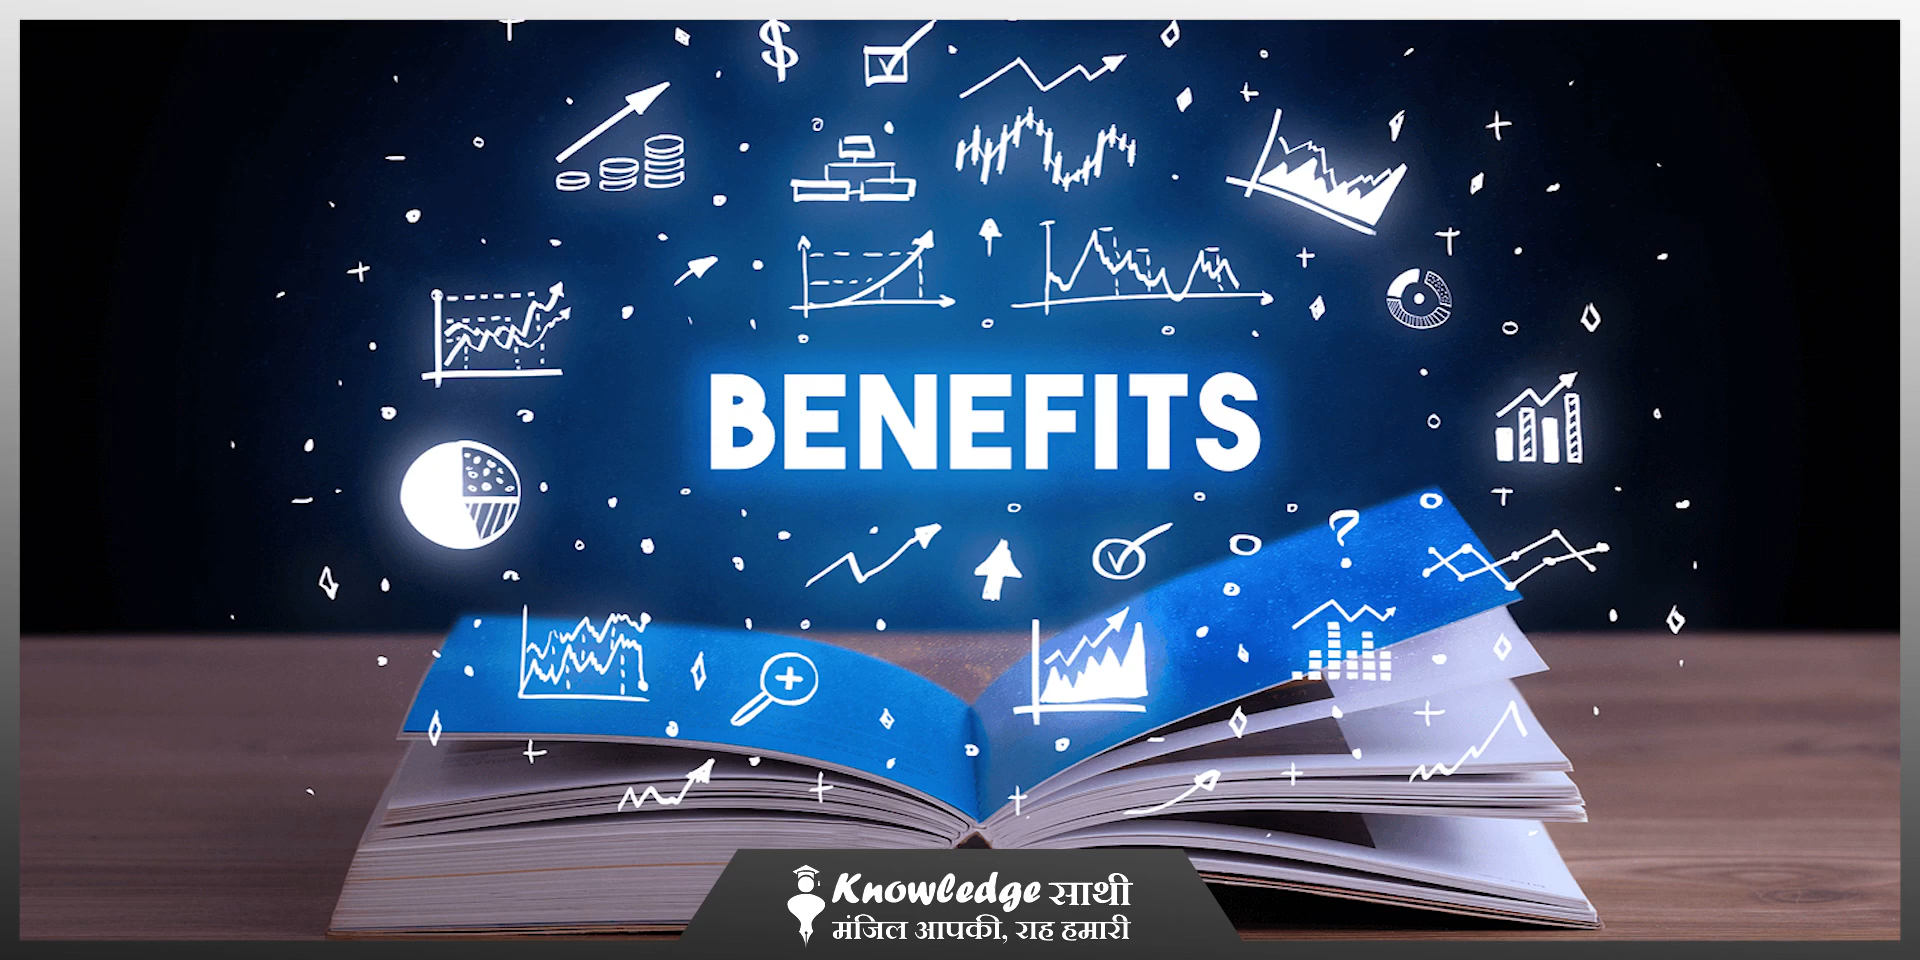 BENEFITS
Knowledge साथी
मंजिल आपकी, राह हमारी